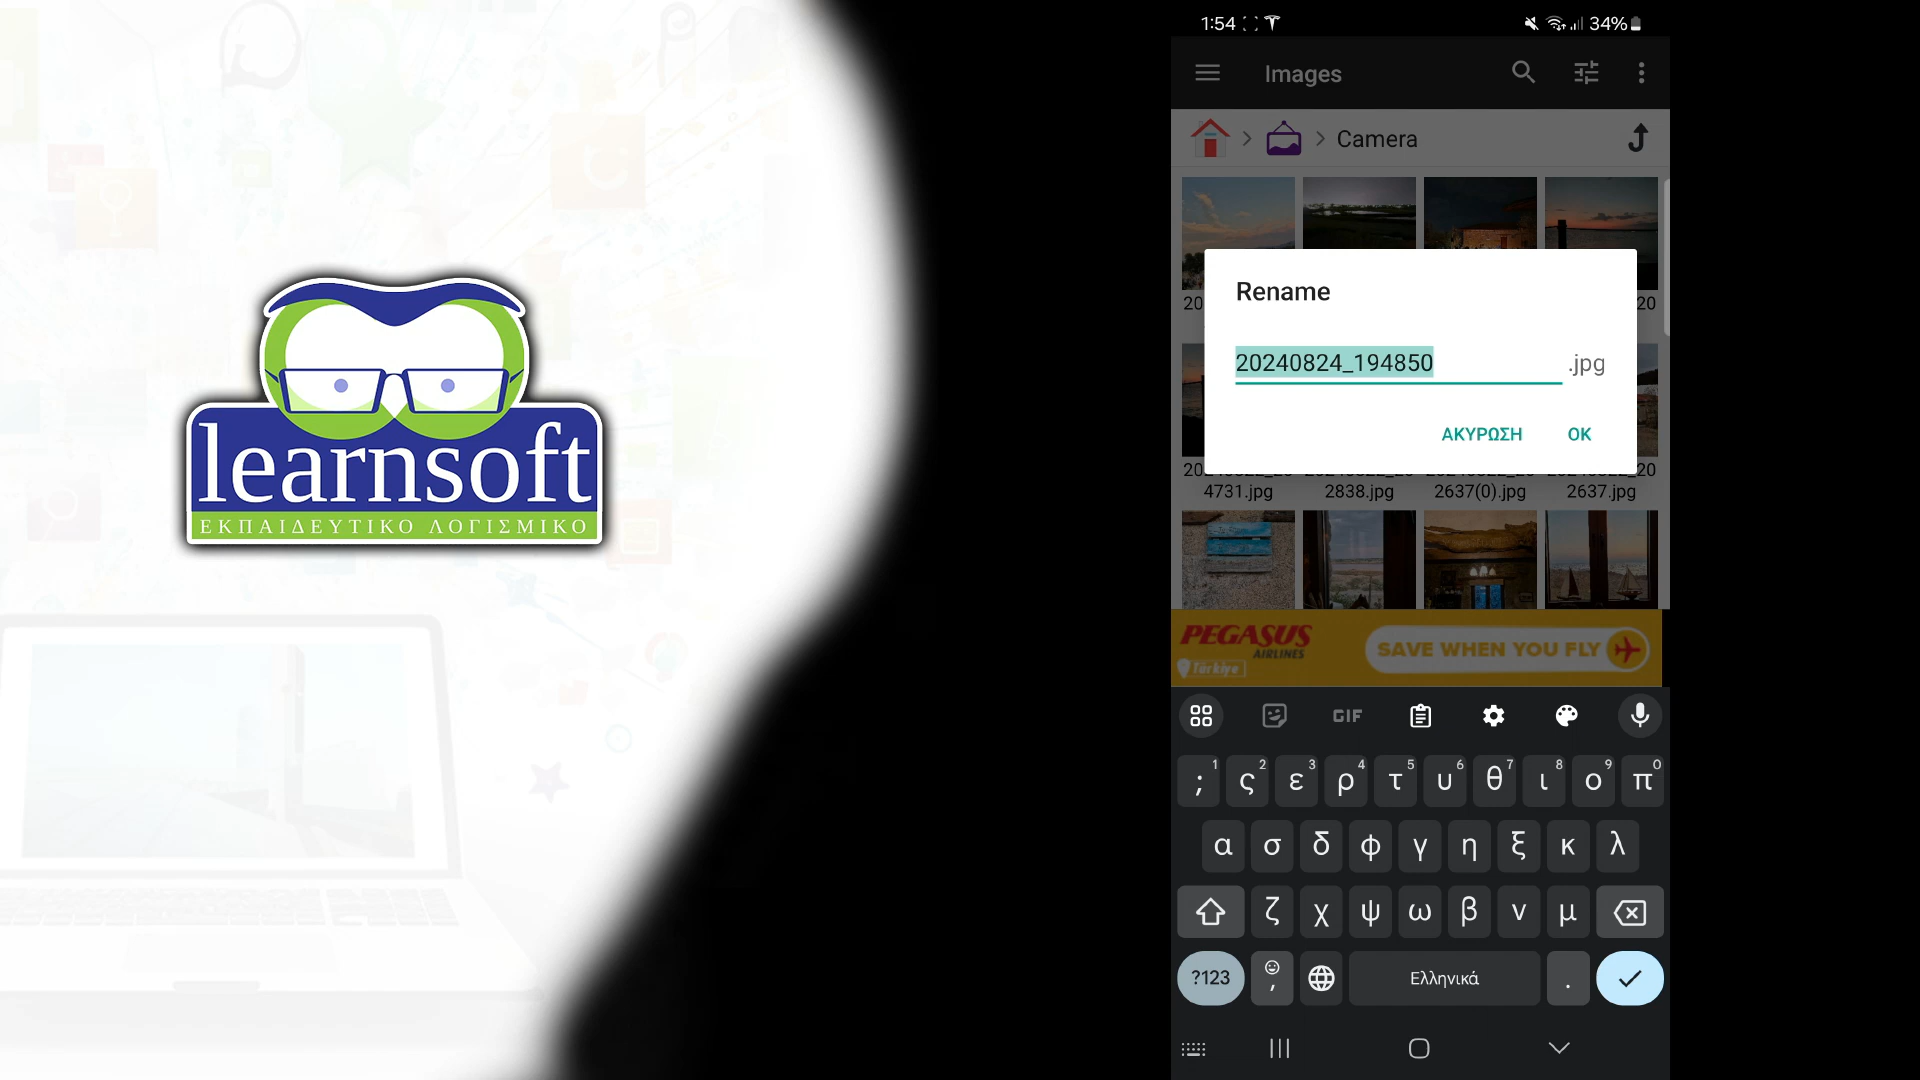 learnsoft
ΕΚΠΑΙΔΕΥΤΙΚΟ ΛΟΓΙΣΜΙΚΟ
1:54
34%
Images
Camera
20
20
Rename
20240824_194850 .jpg
ΑΚΥΡΩΣΗ OK
20
20
4731.jpg 2838.jpg 2637(0).jpg 2637.jpg
PEGASUS
AIRLINES
Türkiye
SAVE WHEN YOU FLY
GIF
1 2 3 4 5 6 7 8 9 0
; ς ε ρ τ υ θ ι ο π
α σ δ φ γ η ξ κ λ
ζ χ ψ ω β ν μ
?123 , Ελληνικά .